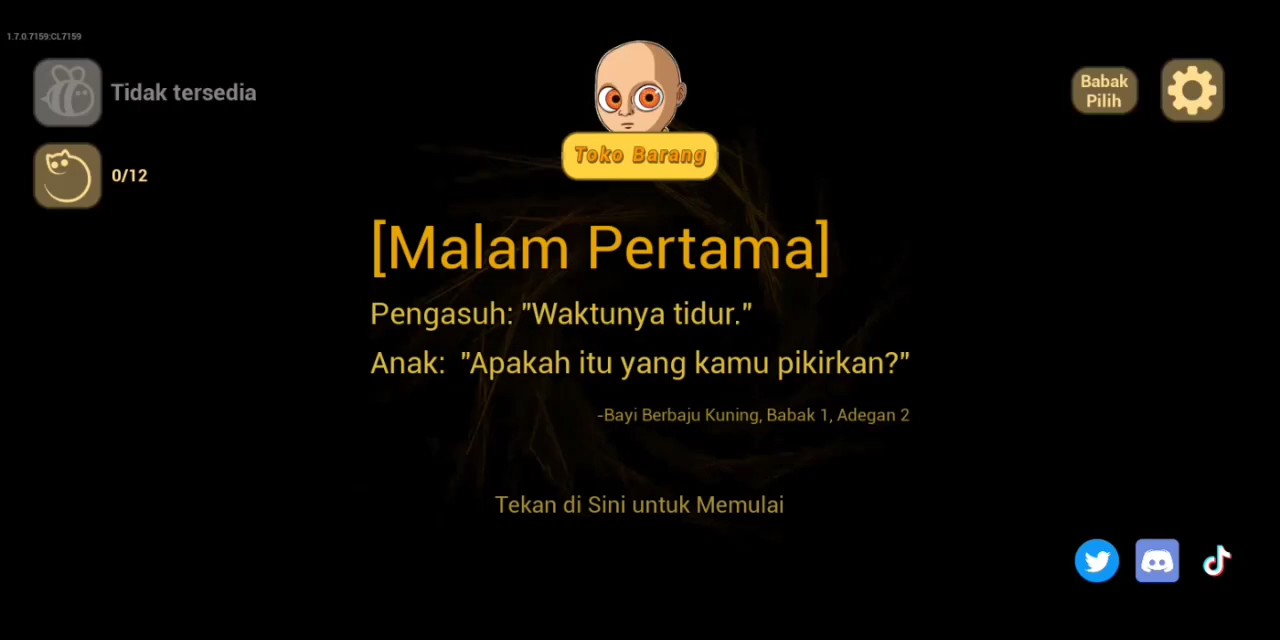 1.7.0.7159:CL7159
Tidak tersedia
0/12
Toko Barang
Babak
Pilih
[Malam Pertama]
Pengasuh: "Waktunya tidur."
Anak:  "Apakah itu yang kamu pikirkan?"
-Bayi Berbaju Kuning, Babak 1, Adegan 2
Tekan di Sini untuk Memulai